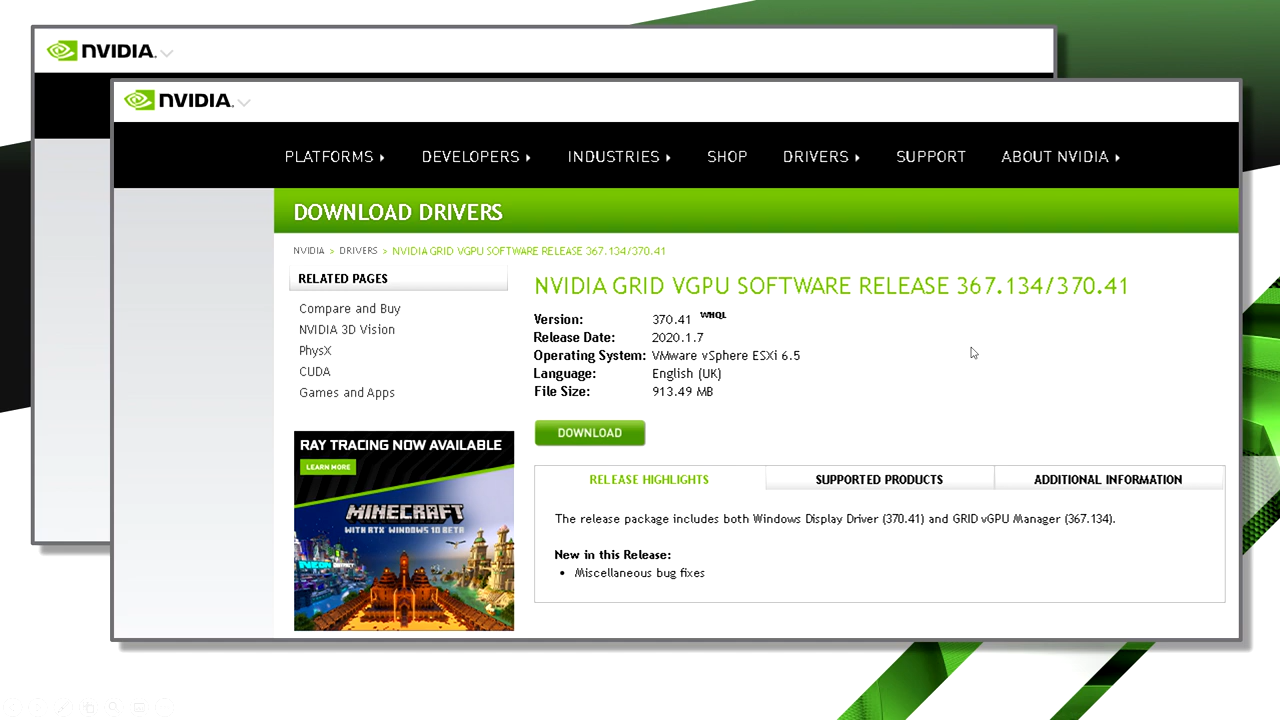 NVIDIA.
NVIDIA.
PLATFORMS DEVELOPERS INDUSTRIES SHOP DRIVERS SUPPORT ABOUT NVIDIA
DOWNLOAD DRIVERS
NVIDIA > DRIVERS > NVIDIA GRID VGPU SOFTWARE RELEASE 367.134/370.41
RELATED PAGES
Compare and Buy
NVIDIA 3D Vision
PhysX
CUDA
Games and Apps
RAY TRACING NOW AVAILABLE
LEARN MORE
MINECRAFT
WITH RTX WINDOWS 10 BETA
NEON DISTRICT
NVIDIA GRID VGPU SOFTWARE RELEASE 367.134/370.41
Version: 370.41 WHQL
Release Date: 2020.1.7
Operating System: VMware vSphere ESXi 6.5
Language: English (UK)
File Size: 913.49 MB
DOWNLOAD
RELEASE HIGHLIGHTS SUPPORTED PRODUCTS ADDITIONAL INFORMATION
The release package includes both Windows Display Driver (370.41) and GRID vGPU Manager (367.134).
New in this Release:
• Miscellaneous bug fixes